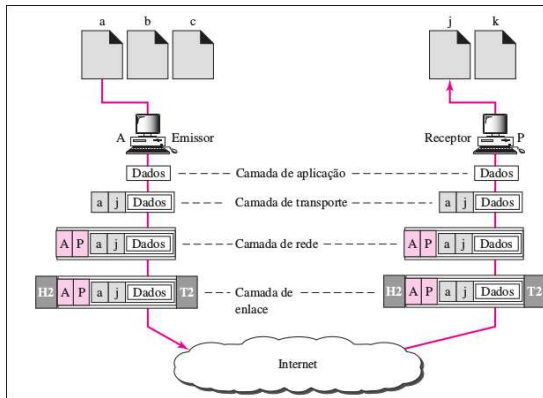 a b c j k
A Emissor Receptor P
Dados Camada de aplicação Dados
a j Dados Camada de transporte a j Dados
A P a j Dados Camada de rede A P a j Dados
H2 A P a j Dados T2 Camada de enlace H2 A P a j Dados T2
Internet